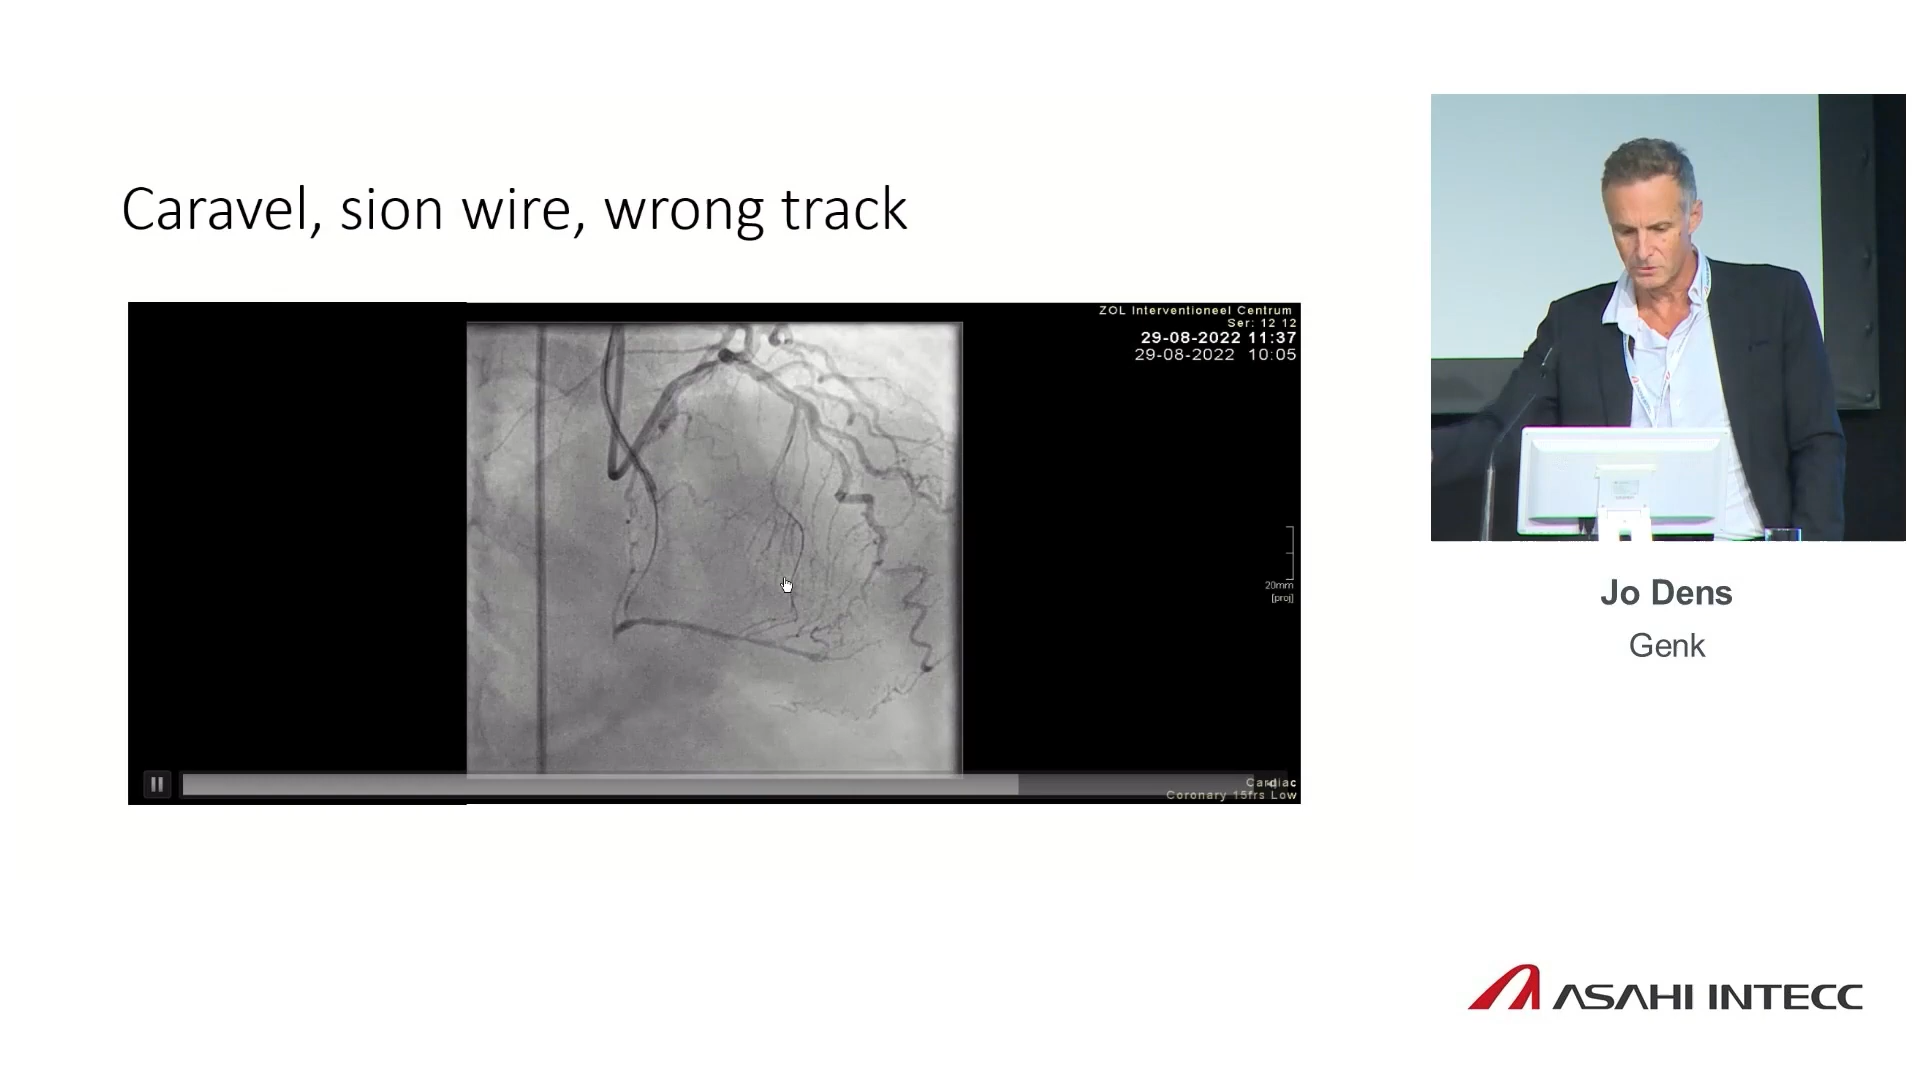 Caravel, sion wire, wrong track
ZOL Interventioneel Centrum
Ser: 12 12
29-08-2022 11:37
29-08-2022 10:05
20mm
[proj]
Cardiac
Coronary 15frs Low
Jo Dens
Genk
ASAHI INTECC